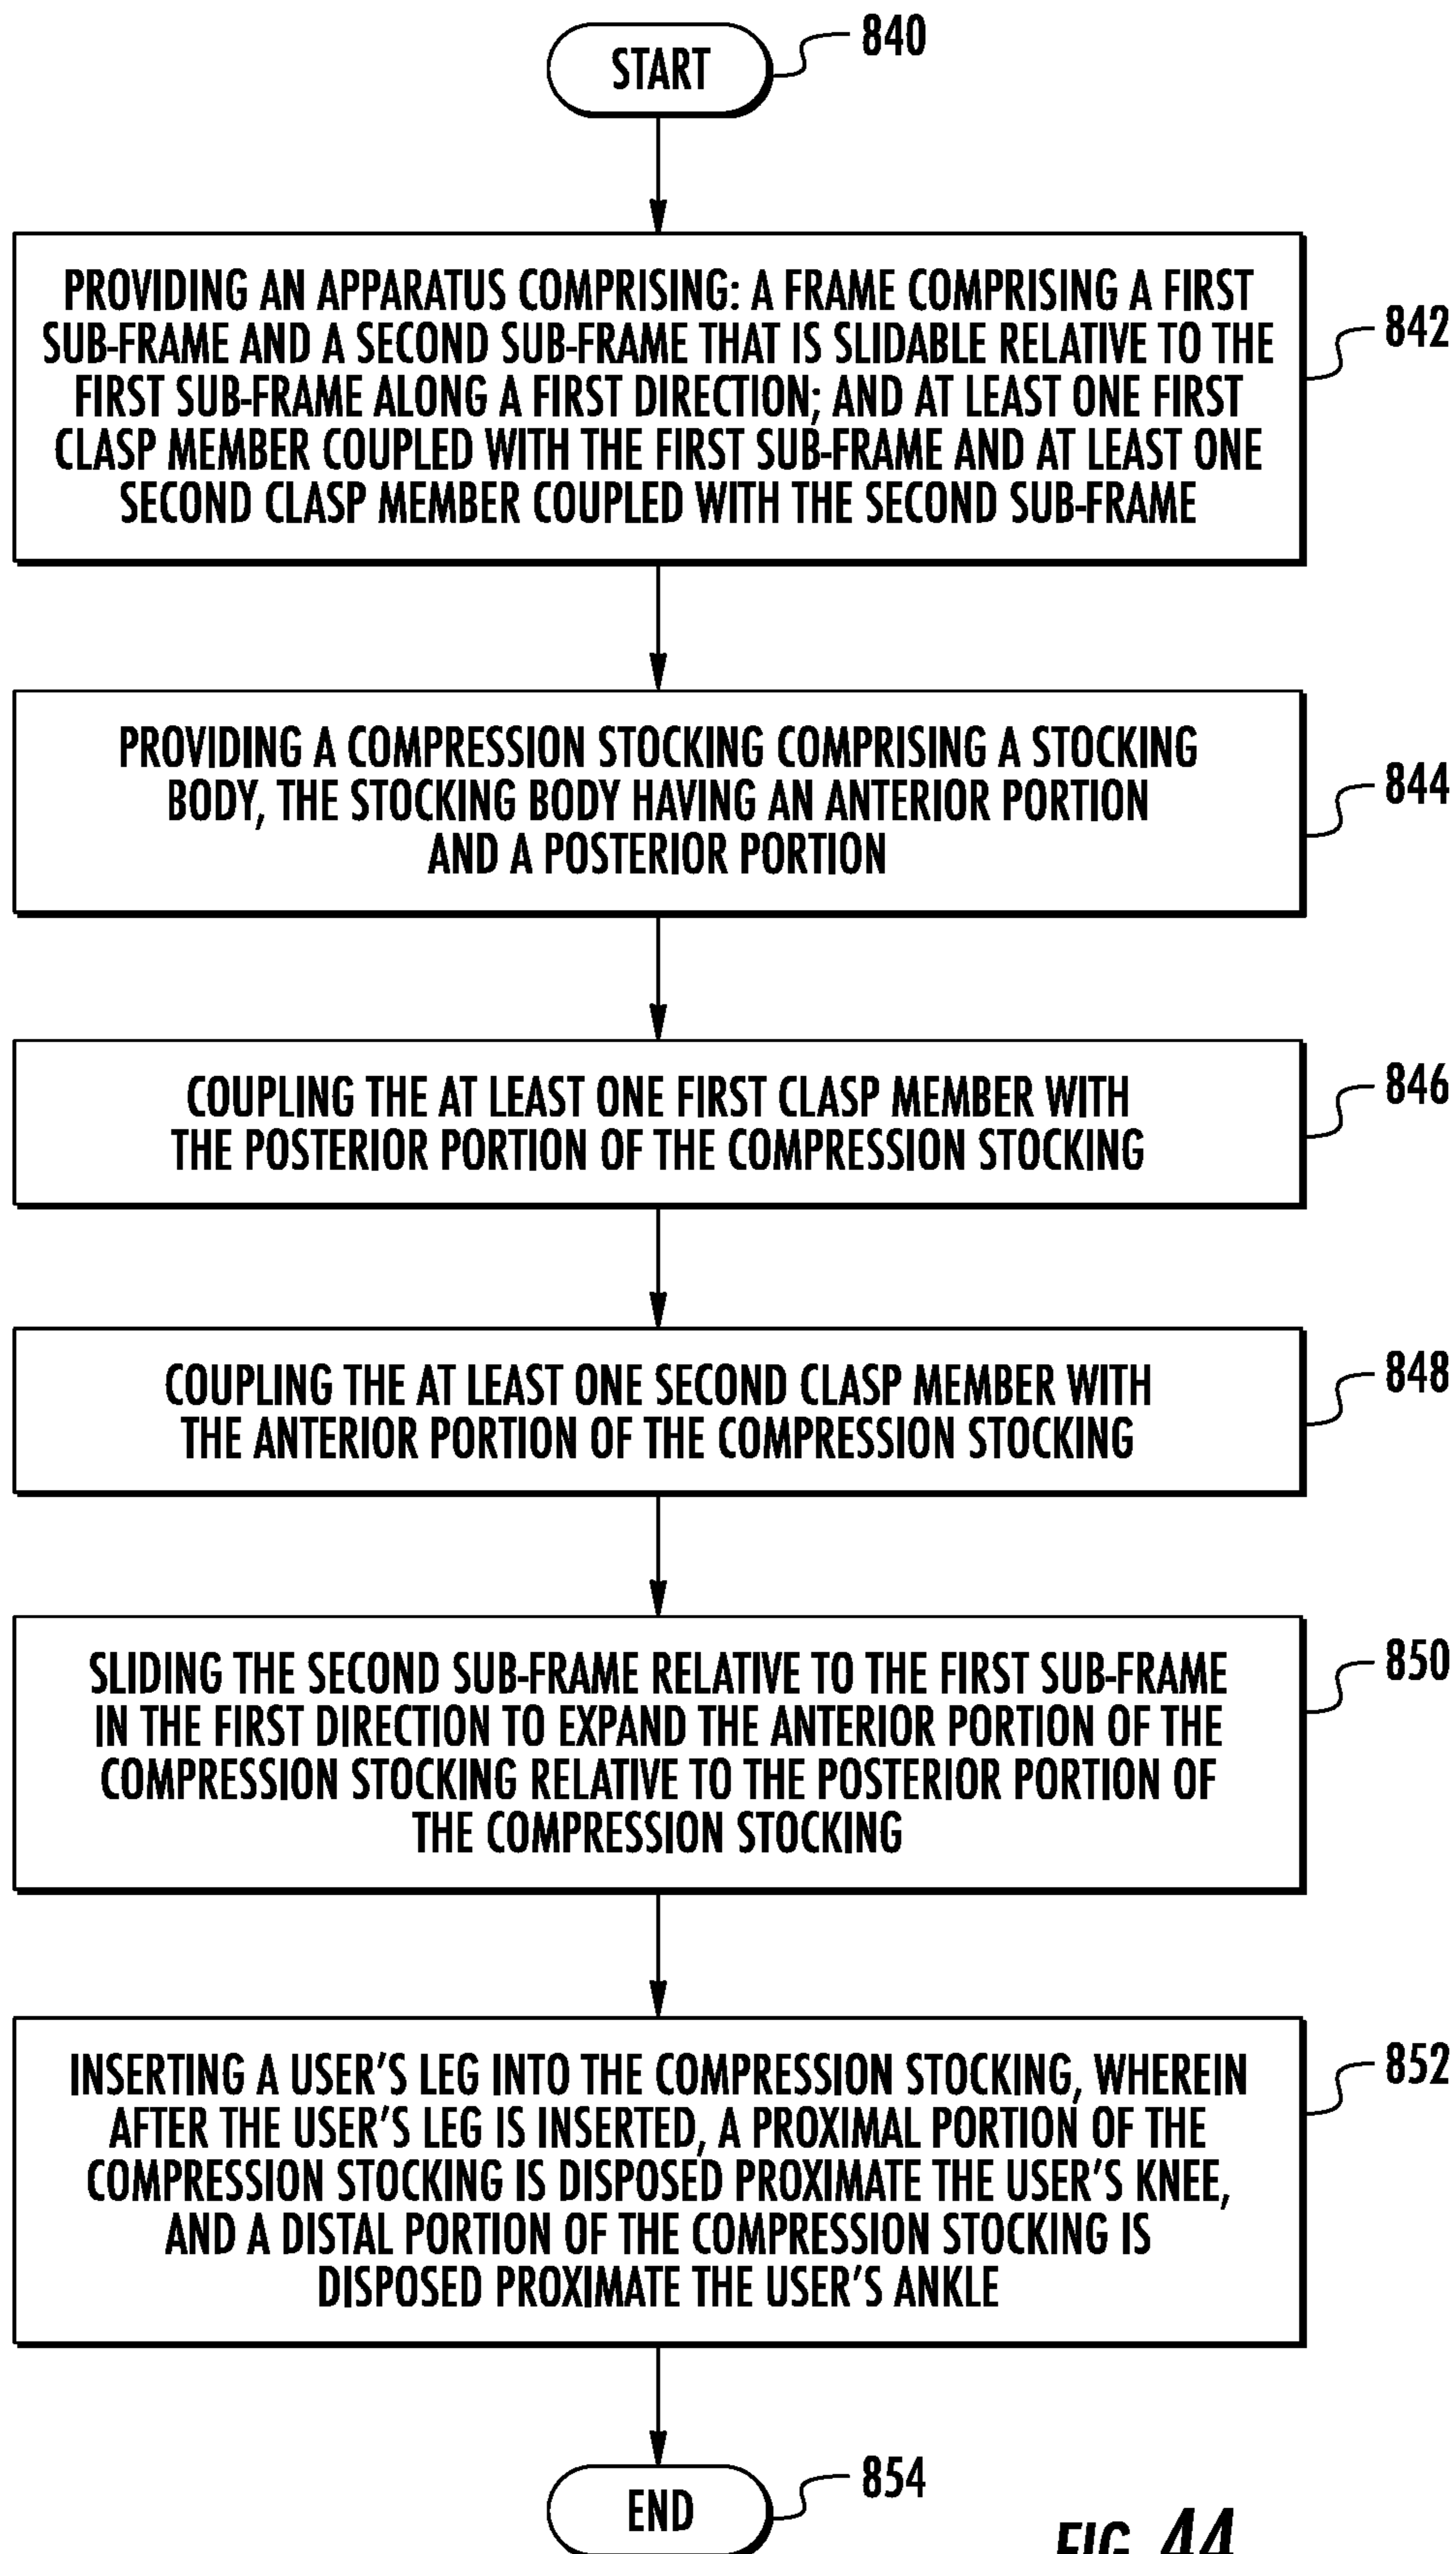 START
840
PROVIDING AN APPARATUS COMPRISING: A FRAME COMPRISING A FIRST
SUB-FRAME AND A SECOND SUB-FRAME THAT IS SLIDABLE RELATIVE TO THE
FIRST SUB-FRAME ALONG A FIRST DIRECTION; AND AT LEAST ONE FIRST
CLASP MEMBER COUPLED WITH THE FIRST SUB-FRAME AND AT LEAST ONE
SECOND CLASP MEMBER COUPLED WITH THE SECOND SUB-FRAME
842
PROVIDING A COMPRESSION STOCKING COMPRISING A STOCKING
BODY, THE STOCKING BODY HAVING AN ANTERIOR PORTION
AND A POSTERIOR PORTION
844
COUPLING THE AT LEAST ONE FIRST CLASP MEMBER WITH
THE POSTERIOR PORTION OF THE COMPRESSION STOCKING
846
COUPLING THE AT LEAST ONE SECOND CLASP MEMBER WITH
THE ANTERIOR PORTION OF THE COMPRESSION STOCKING
848
SLIDING THE SECOND SUB-FRAME RELATIVE TO THE FIRST SUB-FRAME
IN THE FIRST DIRECTION TO EXPAND THE ANTERIOR PORTION OF THE
COMPRESSION STOCKING RELATIVE TO THE POSTERIOR PORTION OF
THE COMPRESSION STOCKING
850
INSERTING A USER'S LEG INTO THE COMPRESSION STOCKING, WHEREIN
AFTER THE USER'S LEG IS INSERTED, A PROXIMAL PORTION OF THE
COMPRESSION STOCKING IS DISPOSED PROXIMATE THE USER'S KNEE,
AND A DISTAL PORTION OF THE COMPRESSION STOCKING IS
DISPOSED PROXIMATE THE USER'S ANKLE
852
END
854
FIG. 44